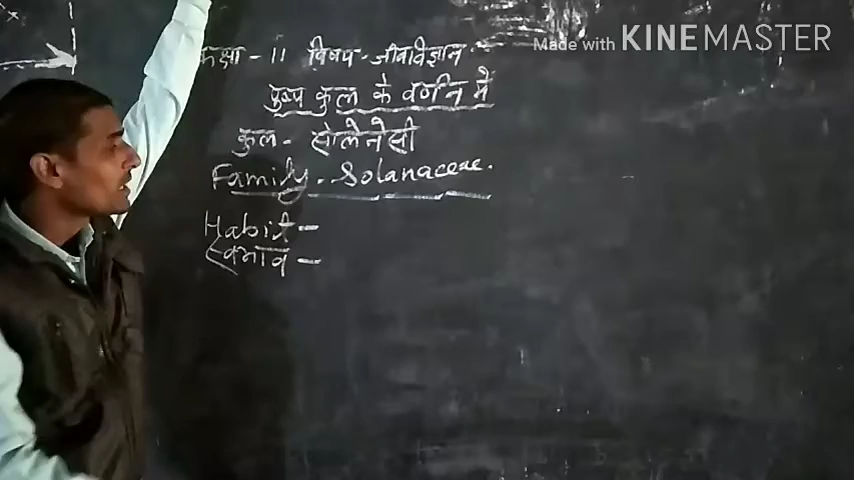 Made with KINEMASTER
कक्षा - 11 विषय - जीवविज्ञान
पुष्प कुल के वर्णन में
कुल - सोलेनेसी
Family - Solanaceae.
Habit -
स्वभाव -